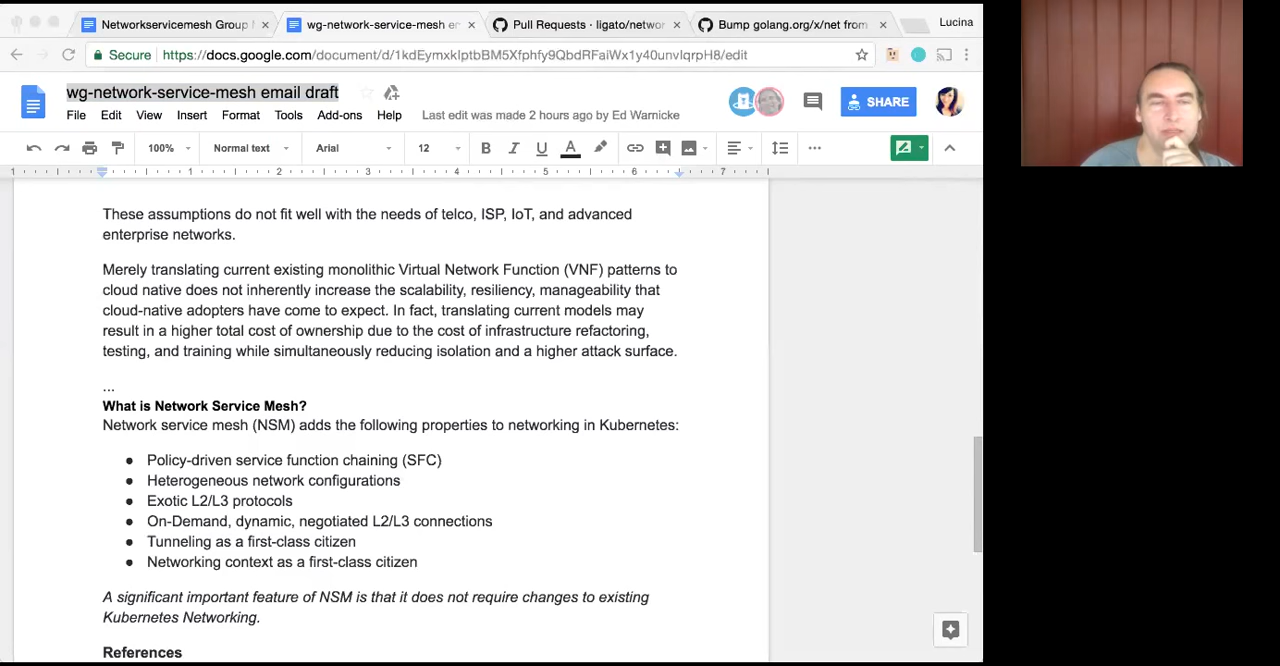 Networkservicemesh Group M
wg-network-service-mesh em
Pull Requests · ligato/networ
Bump golang.org/x/net from
Lucina
Secure
https://docs.google.com/document/d/1kdEymxkIptbBM5Xfphfy9QbdRFaiWx1y40unvlqrpH8/edit
wg-network-service-mesh email draft
SHARE
File Edit View Insert Format Tools Add-ons Help Last edit was made 2 hours ago by Ed Warnicke
100% Normal text Arial 12
1 1 2 3 4 5 6 7
These assumptions do not fit well with the needs of telco, ISP, IoT, and advanced
enterprise networks.
Merely translating current existing monolithic Virtual Network Function (VNF) patterns to
cloud native does not inherently increase the scalability, resiliency, manageability that
cloud-native adopters have come to expect. In fact, translating current models may
result in a higher total cost of ownership due to the cost of infrastructure refactoring,
testing, and training while simultaneously reducing isolation and a higher attack surface.
...
What is Network Service Mesh?
Network service mesh (NSM) adds the following properties to networking in Kubernetes:
● Policy-driven service function chaining (SFC)
● Heterogeneous network configurations
● Exotic L2/L3 protocols
● On-Demand, dynamic, negotiated L2/L3 connections
● Tunneling as a first-class citizen
● Networking context as a first-class citizen
A significant important feature of NSM is that it does not require changes to existing
Kubernetes Networking.
References